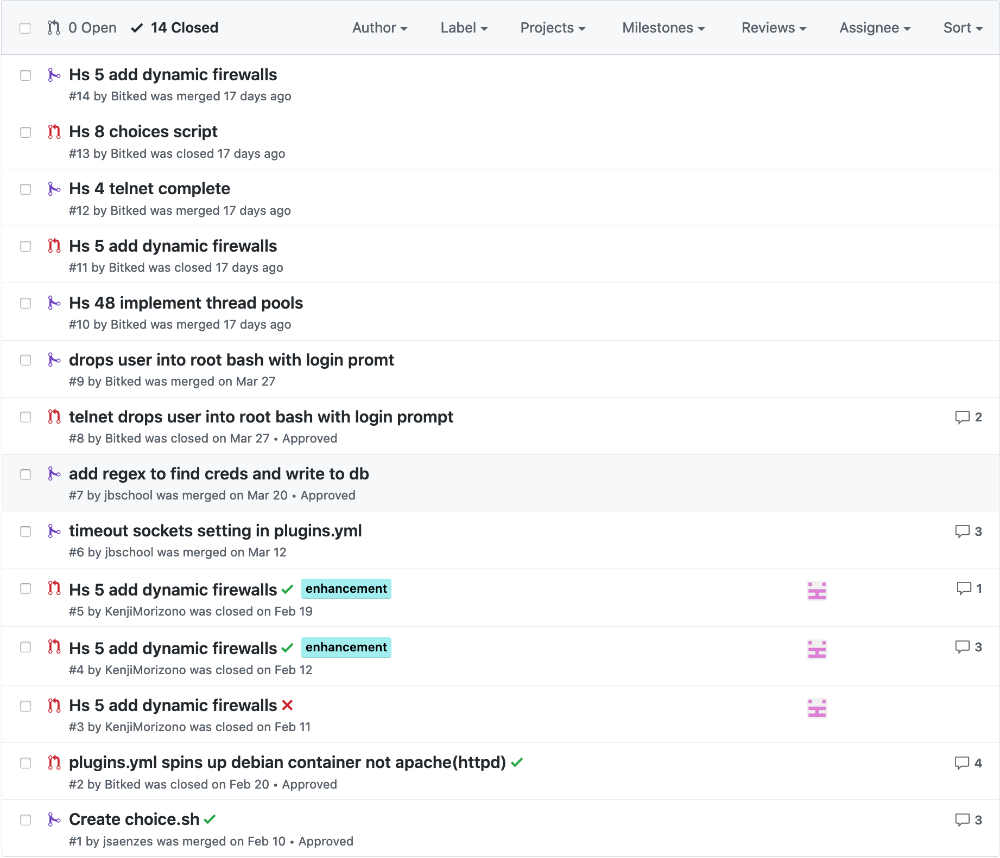 0 Open 14 Closed Author Label Projects Milestones Reviews Assignee Sort
Hs 5 add dynamic firewalls
#14 by Bitked was merged 17 days ago
Hs 8 choices script
#13 by Bitked was closed 17 days ago
Hs 4 telnet complete
#12 by Bitked was merged 17 days ago
Hs 5 add dynamic firewalls
#11 by Bitked was closed 17 days ago
Hs 48 implement thread pools
#10 by Bitked was merged 17 days ago
drops user into root bash with login promt
#9 by Bitked was merged on Mar 27
telnet drops user into root bash with login prompt 2
#8 by Bitked was closed on Mar 27 • Approved
add regex to find creds and write to db
#7 by jbschool was merged on Mar 20 • Approved
timeout sockets setting in plugins.yml 3
#6 by jbschool was merged on Mar 12
Hs 5 add dynamic firewalls enhancement 1
#5 by KenjiMorizono was closed on Feb 19
Hs 5 add dynamic firewalls enhancement 3
#4 by KenjiMorizono was closed on Feb 12
Hs 5 add dynamic firewalls
#3 by KenjiMorizono was closed on Feb 11
plugins.yml spins up debian container not apache(httpd) 4
#2 by Bitked was closed on Feb 20 • Approved
Create choice.sh 3
#1 by jsaenzes was merged on Feb 10 • Approved